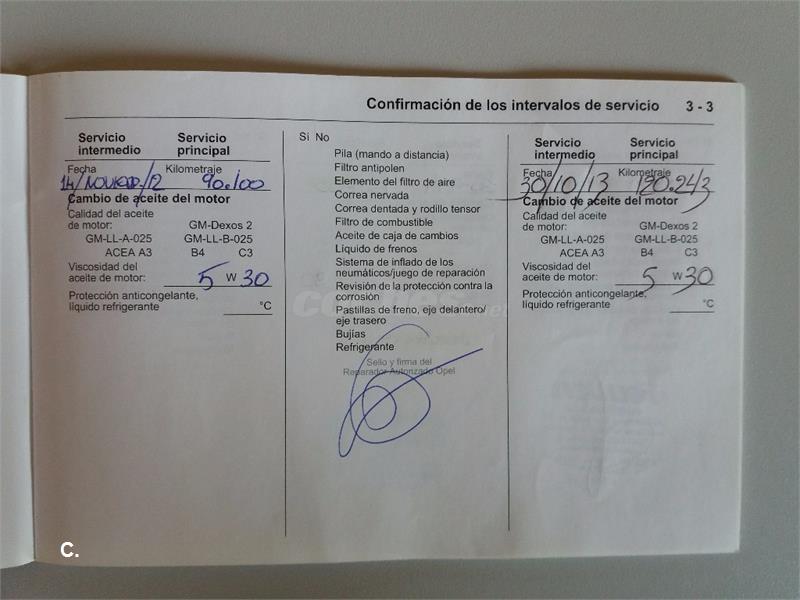 Confirmación de los intervalos de servicio 3 - 3
Servicio intermedio
Servicio principal
Fecha
Kilometraje
90.100
Cambio de aceite del motor
Calidad del aceite
de motor: GM-Dexos 2
GM-LL-A-025 GM-LL-B-025
ACEA A3 B4 C3
Viscosidad del
aceite de motor: 5 W 30
Protección anticongelante,
líquido refrigerante °C
Si No
Pila (mando a distancia)
Filtro antipolen
Elemento del filtro de aire
Correa nervada
Correa dentada y rodillo tensor
Filtro de combustible
Aceite de caja de cambios
Líquido de frenos
Sistema de inflado de los
neumáticos/juego de reparación
Revisión de la protección contra la
corrosión
Pastillas de freno, eje delantero/
eje trasero
Bujías
Refrigerante
Sello y firma del
Reparador Autorizado Opel
Servicio intermedio
Servicio principal
Fecha
Kilometraje
30/10/13 120.243
Cambio de aceite del motor
Calidad del aceite
de motor: GM-Dexos 2
GM-LL-A-025 GM-LL-B-025
ACEA A3 B4 C3
Viscosidad del
aceite de motor: 5 W 30
Protección anticongelante,
líquido refrigerante °C
C.